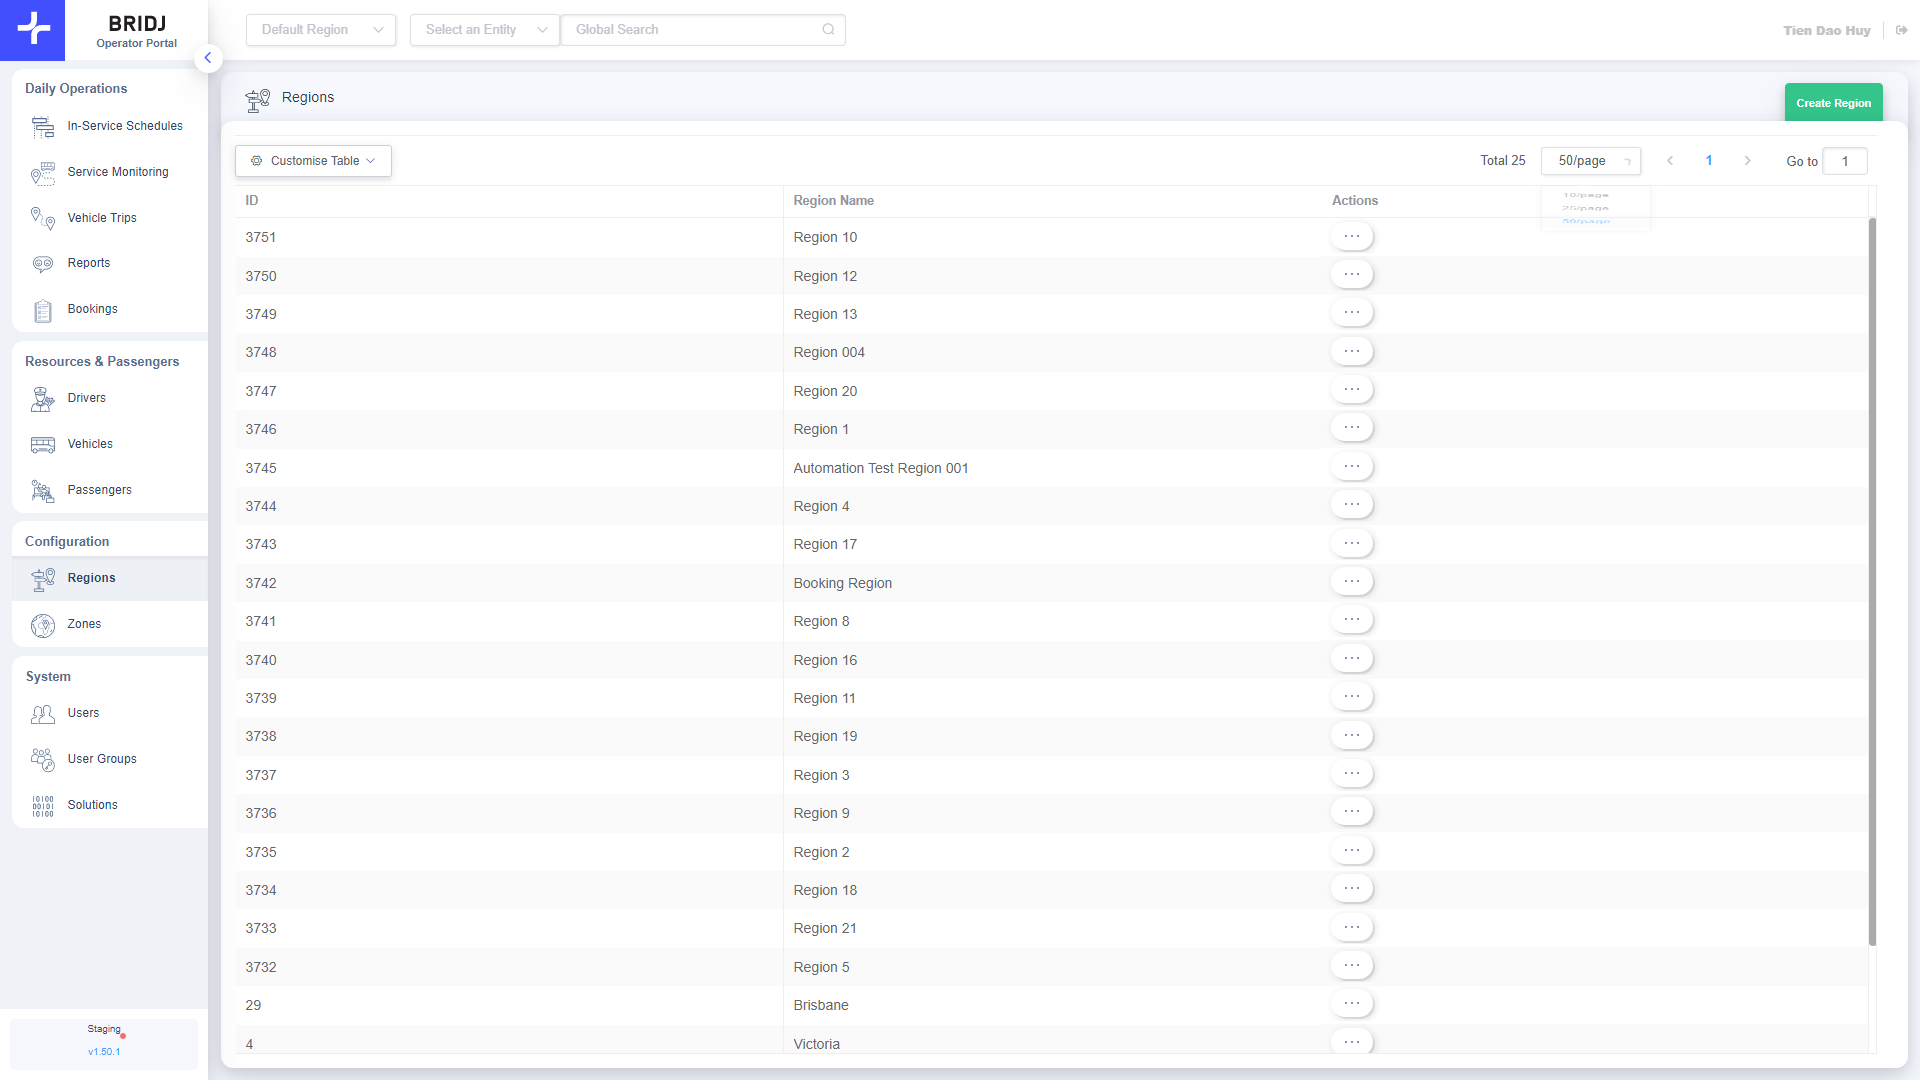 BRIDJ
Operator Portal
Default Region
Select an Entity
Global Search
Tien Dao Huy
Daily Operations
In-Service Schedules
Service Monitoring
Vehicle Trips
Reports
Bookings
Resources & Passengers
Drivers
Vehicles
Passengers
Configuration
Regions
Zones
System
Users
User Groups
Solutions
Staging
v1.50.1
Regions
Create Region
Customise Table
Total 25
50/page
1
Go to
1
10/page
25/page
50/page
ID Region Name Actions
3751 Region 10 ...
3750 Region 12 ...
3749 Region 13 ...
3748 Region 004 ...
3747 Region 20 ...
3746 Region 1 ...
3745 Automation Test Region 001 ...
3744 Region 4 ...
3743 Region 17 ...
3742 Booking Region ...
3741 Region 8 ...
3740 Region 16 ...
3739 Region 11 ...
3738 Region 19 ...
3737 Region 3 ...
3736 Region 9 ...
3735 Region 2 ...
3734 Region 18 ...
3733 Region 21 ...
3732 Region 5 ...
29 Brisbane ...
4 Victoria ...